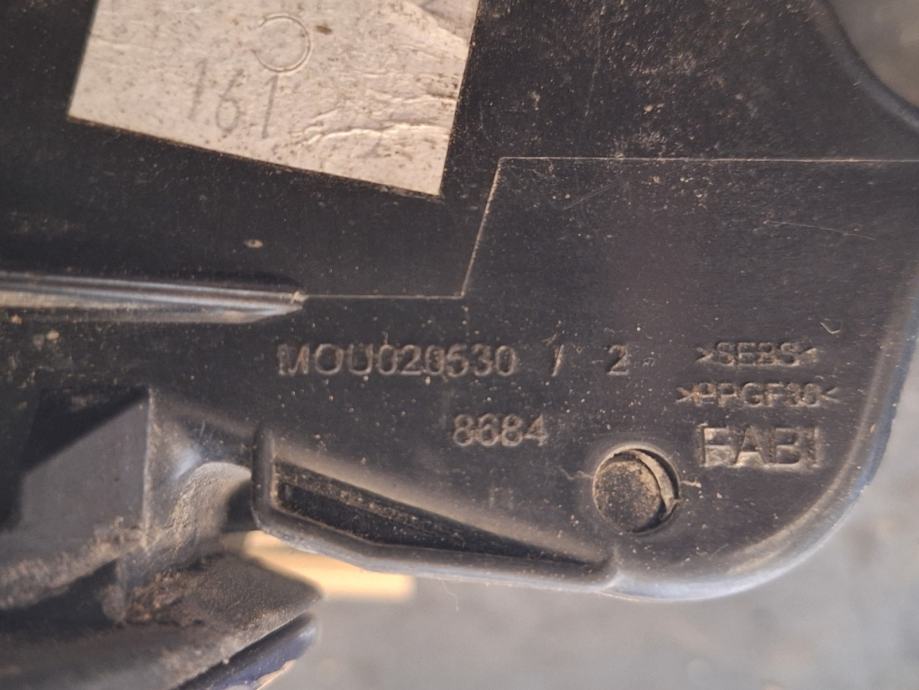 161
MOU020530 / 2
>SEBS<
>PPGF30<
8684
FABI